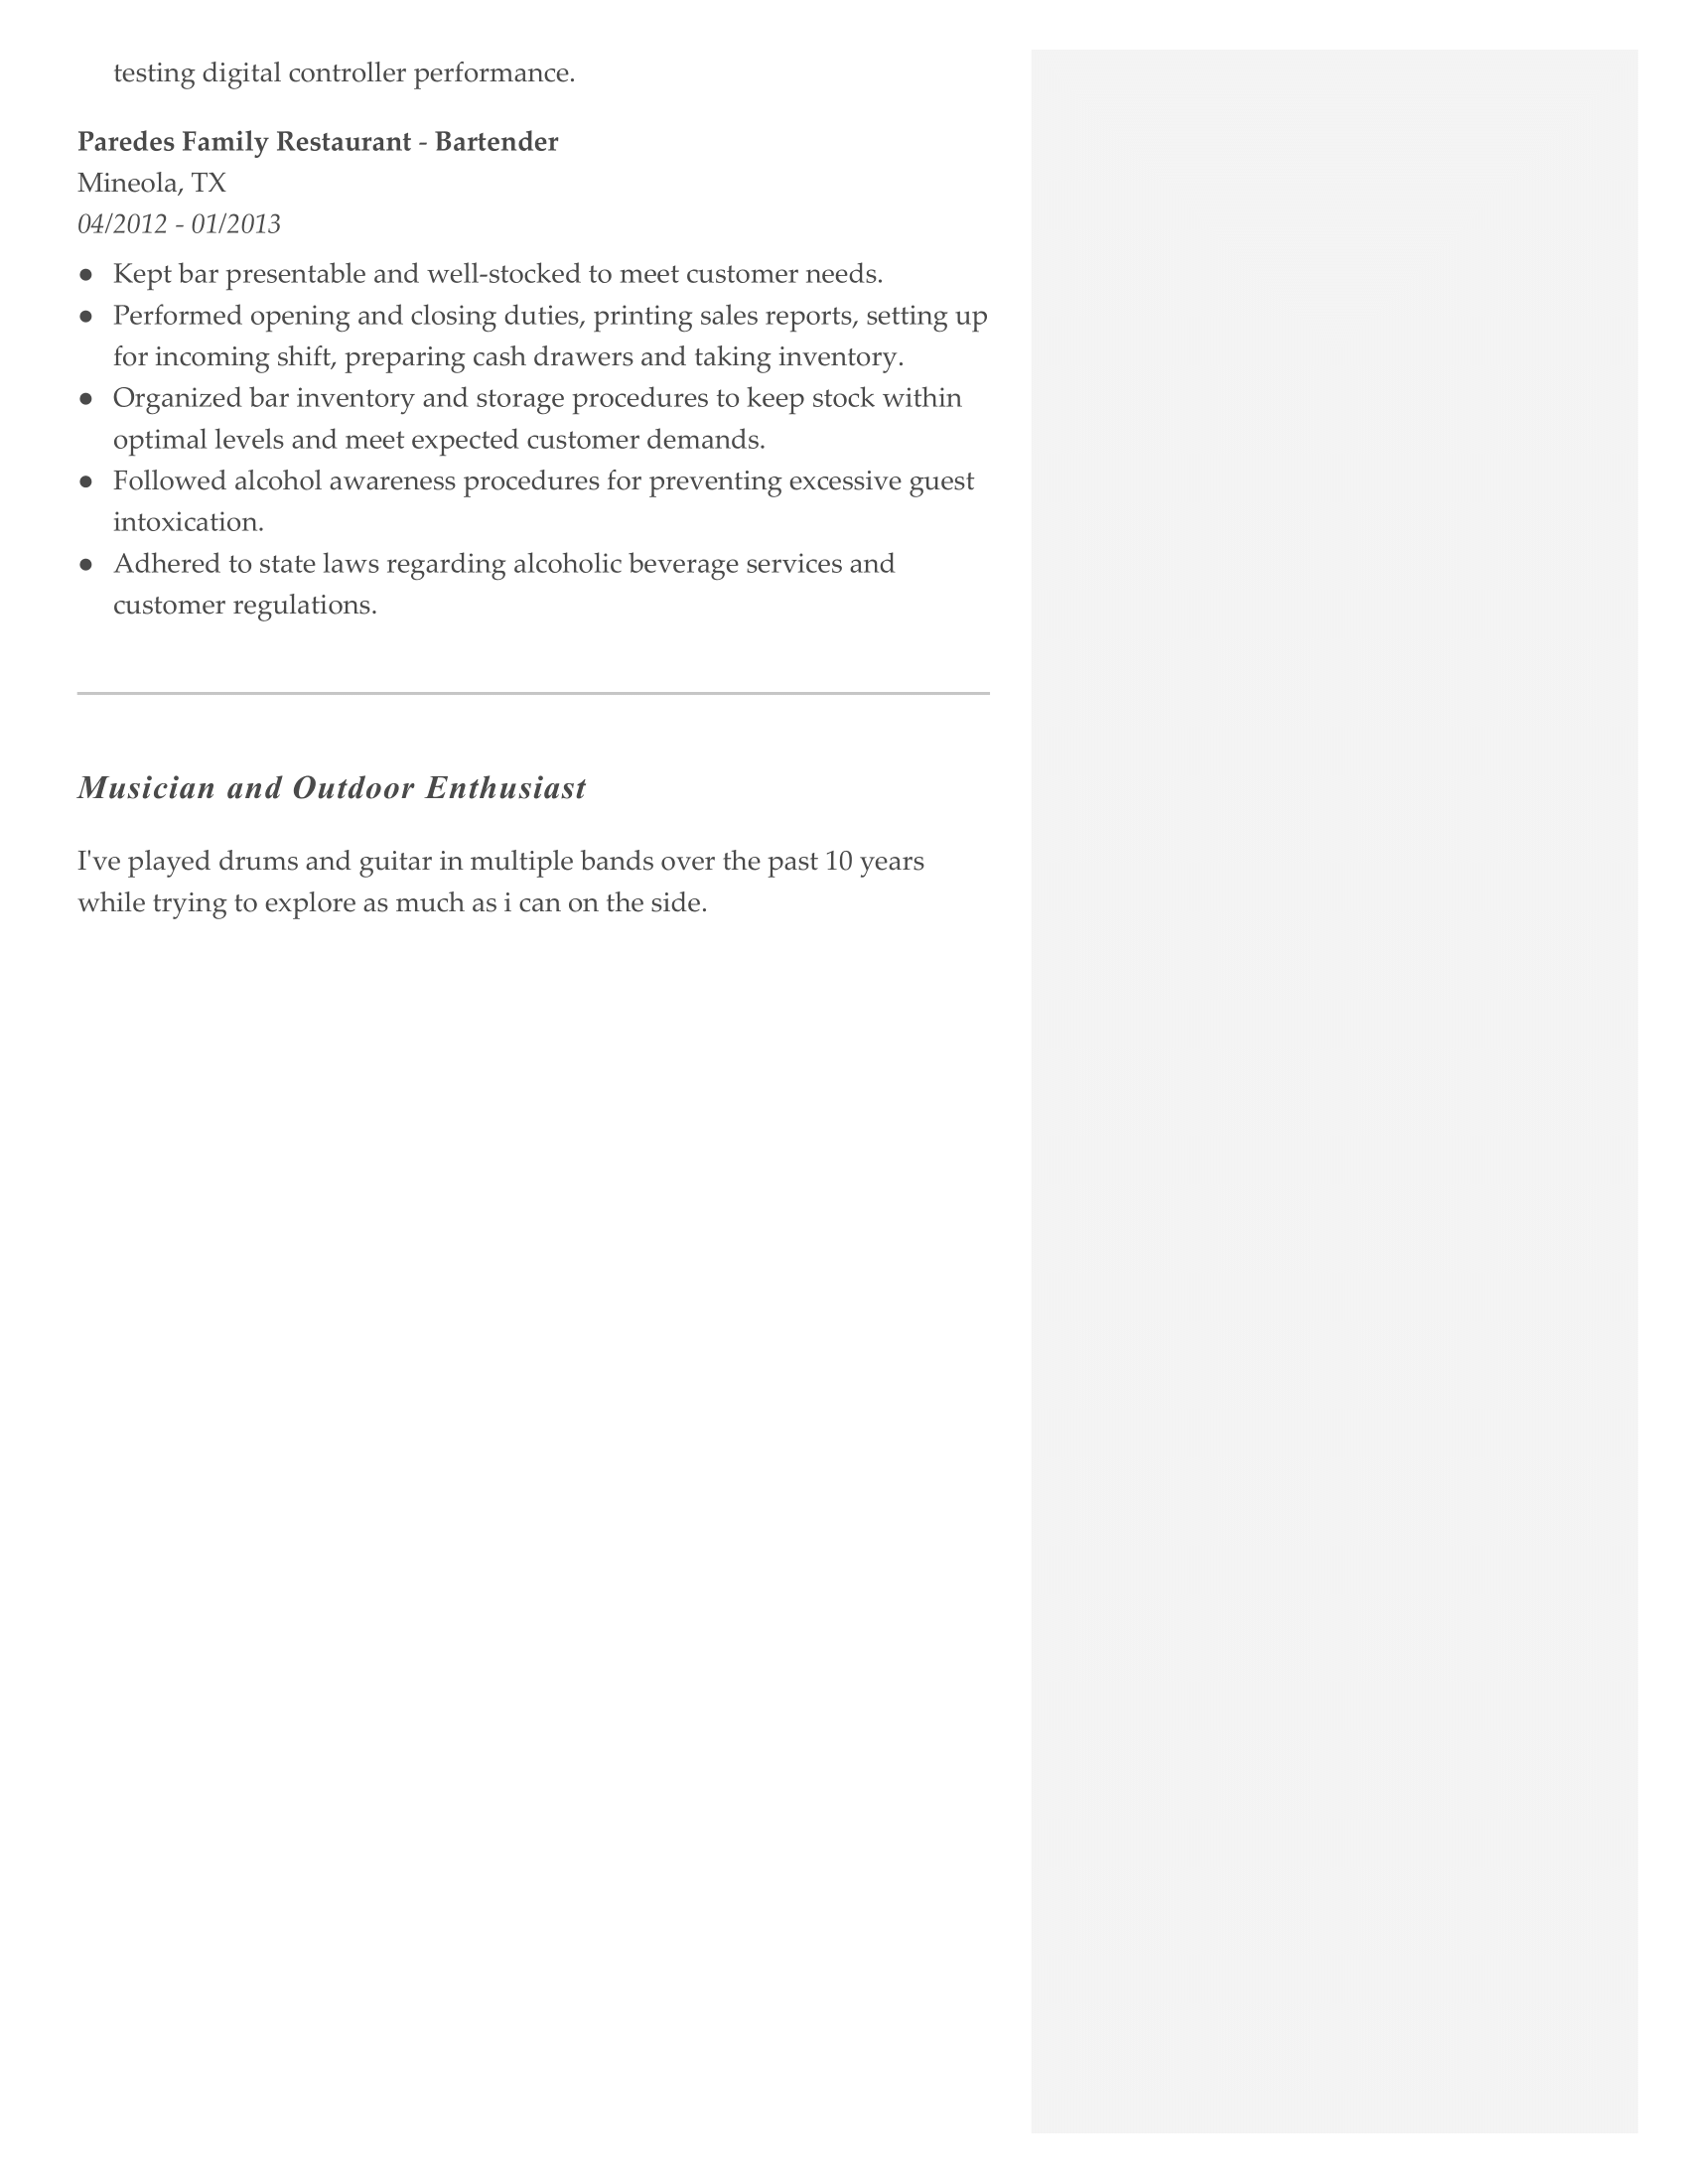 testing digital controller performance.
Paredes Family Restaurant - Bartender
Mineola, TX
04/2012 - 01/2013
● Kept bar presentable and well-stocked to meet customer needs.
● Performed opening and closing duties, printing sales reports, setting up
for incoming shift, preparing cash drawers and taking inventory.
● Organized bar inventory and storage procedures to keep stock within
optimal levels and meet expected customer demands.
● Followed alcohol awareness procedures for preventing excessive guest
intoxication.
● Adhered to state laws regarding alcoholic beverage services and
customer regulations.
Musician and Outdoor Enthusiast
I've played drums and guitar in multiple bands over the past 10 years
while trying to explore as much as i can on the side.